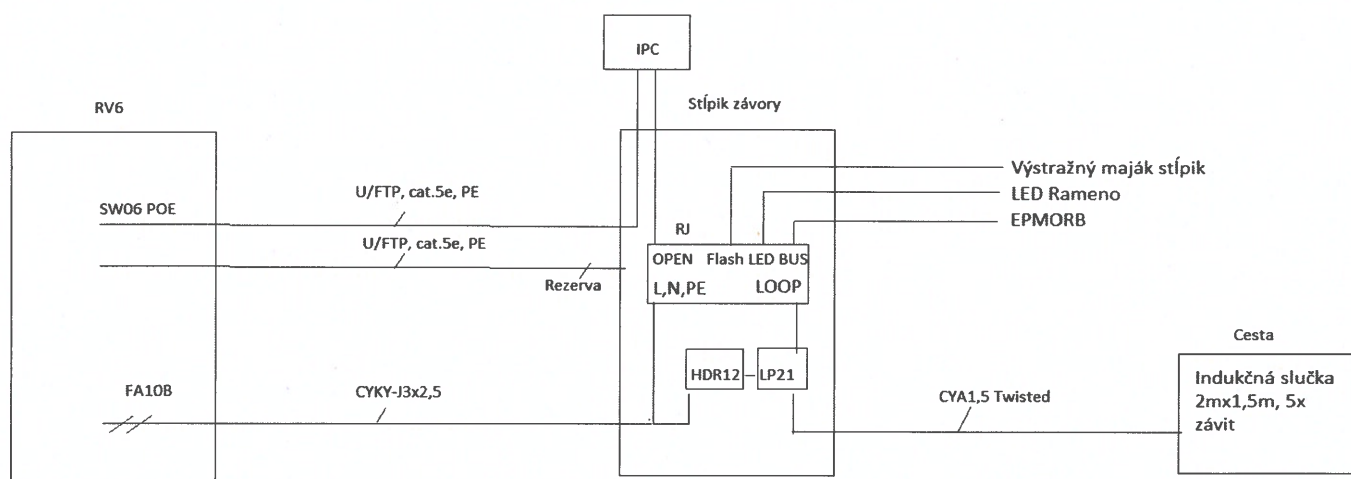 IPC
RV6
Stĺpik závory
Výstražný maják stĺpik
U/FTP, cat.5e, PE
LED Rameno
SW06 POE
EPMORB
RJ
U/FTP, cat.5e, PE
OPEN Flash LED BUS
Rezerva
L,N,PE LOOP
Cesta
HDR12 LP21
Indukčná slučka
2mx1,5m, 5x
závit
FA10B
CYKY-J3x2,5
CYA1,5 Twisted